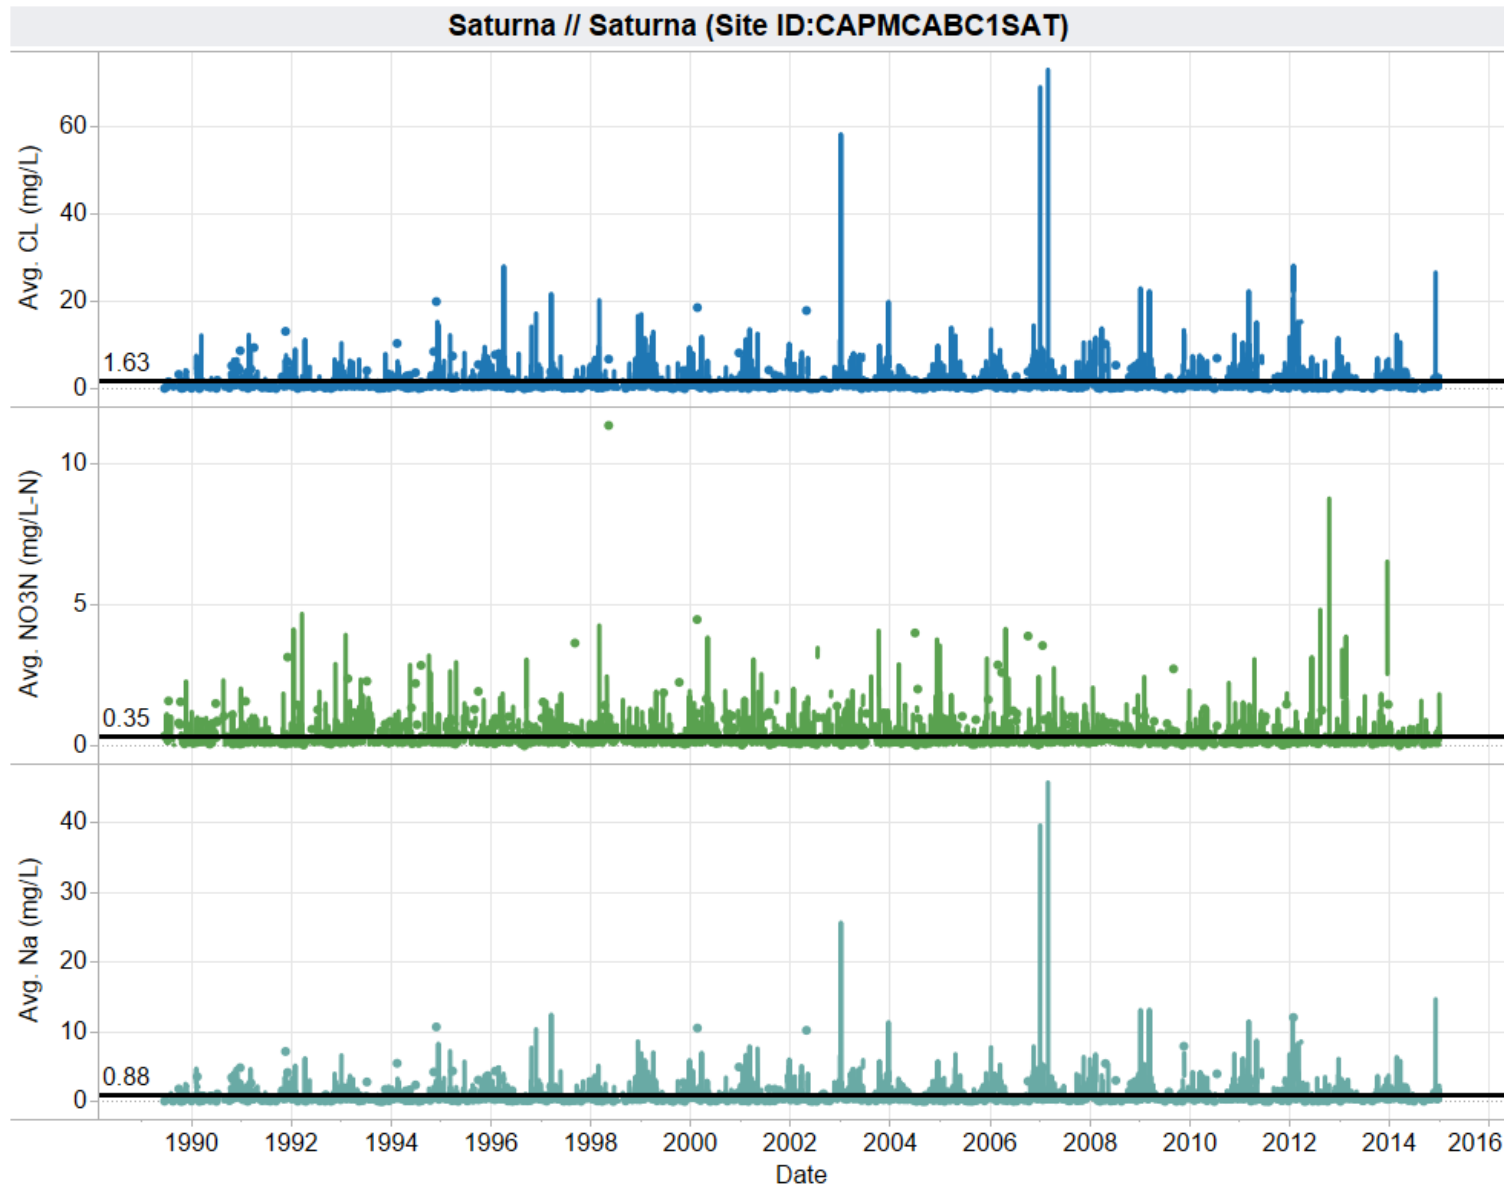 Saturna // Saturna (Site ID:CAPMCABC1SAT)
Avg. CL (mg/L)
60
40
20
0
1.63
Avg. NO3N (mg/L-N)
10
5
0
0.35
Avg. Na (mg/L)
40
30
20
10
0
0.88
1990 1992 1994 1996 1998 2000 2002 2004 2006 2008 2010 2012 2014 2016
Date